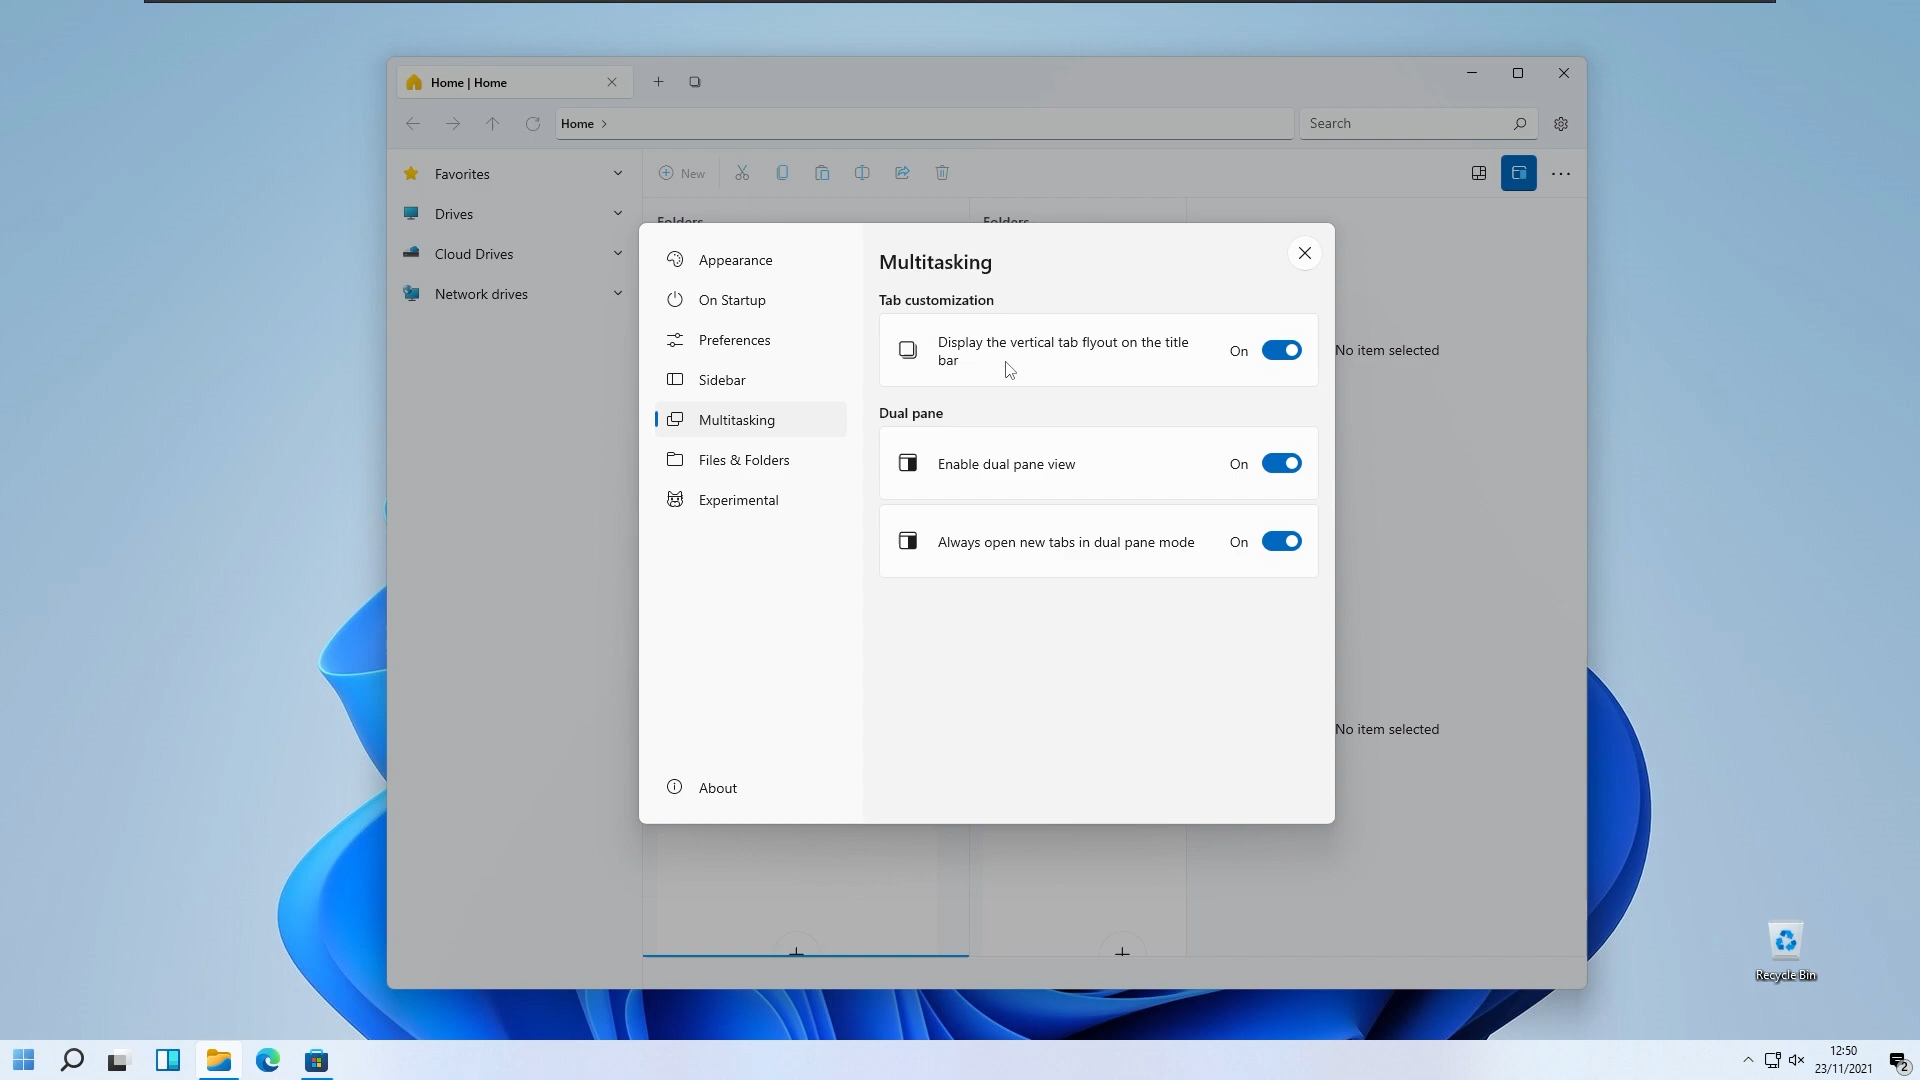 Home | Home
Home
Search
Favorites
Drives
Cloud Drives
Network drives
New
Folders
Folders
Appearance
On Startup
Preferences
Sidebar
Multitasking
Files & Folders
Experimental
About
Multitasking
Tab customization
Display the vertical tab flyout on the title
bar
On
Dual pane
Enable dual pane view
On
Always open new tabs in dual pane mode
On
No item selected
No item selected
Recycle Bin
12:50
23/11/2021
2